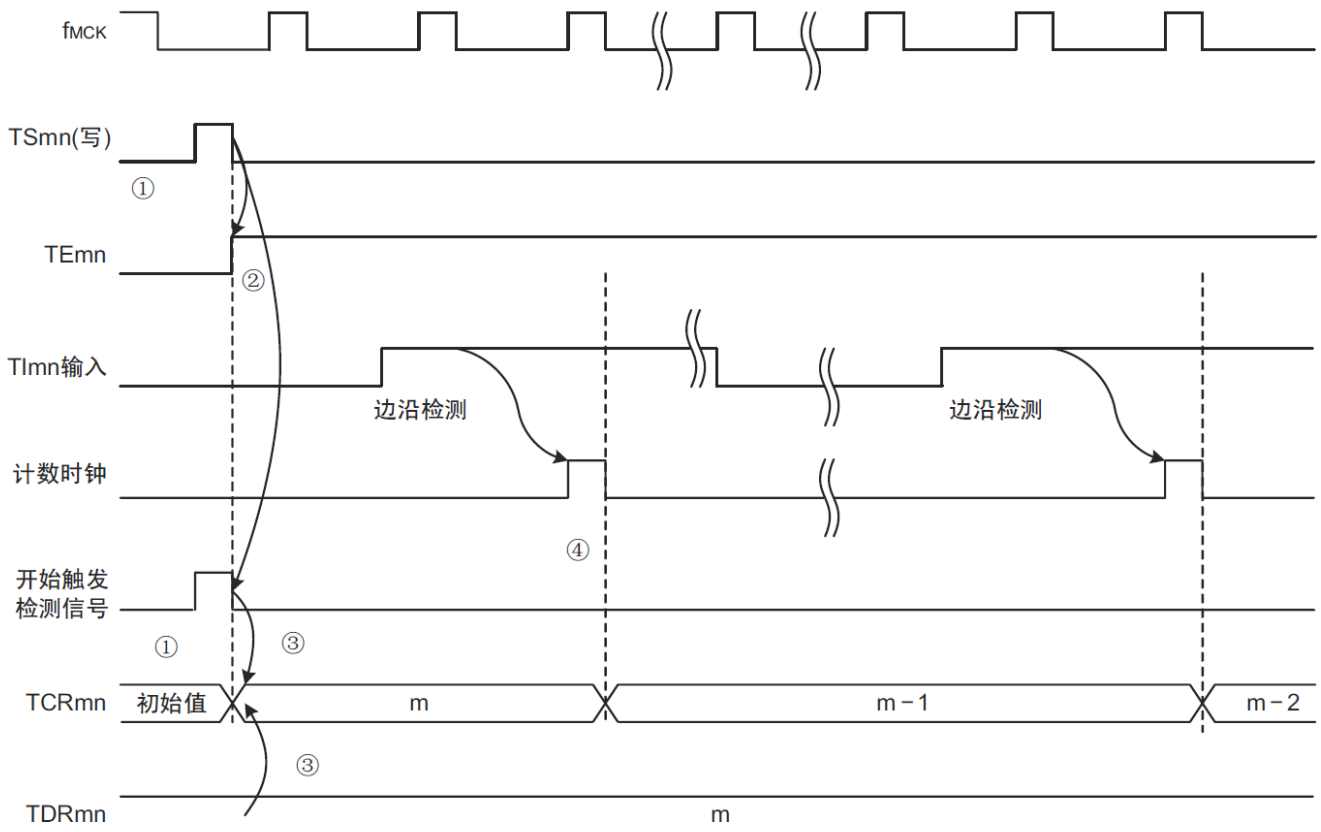 fMCK
TSmn(写)
①
TEmn
②
TImn输入
边沿检测
边沿检测
计数时钟
④
开始触发
检测信号
①
③
TCRmn
初始值
m
m-1
m-2
③
TDRmn
m